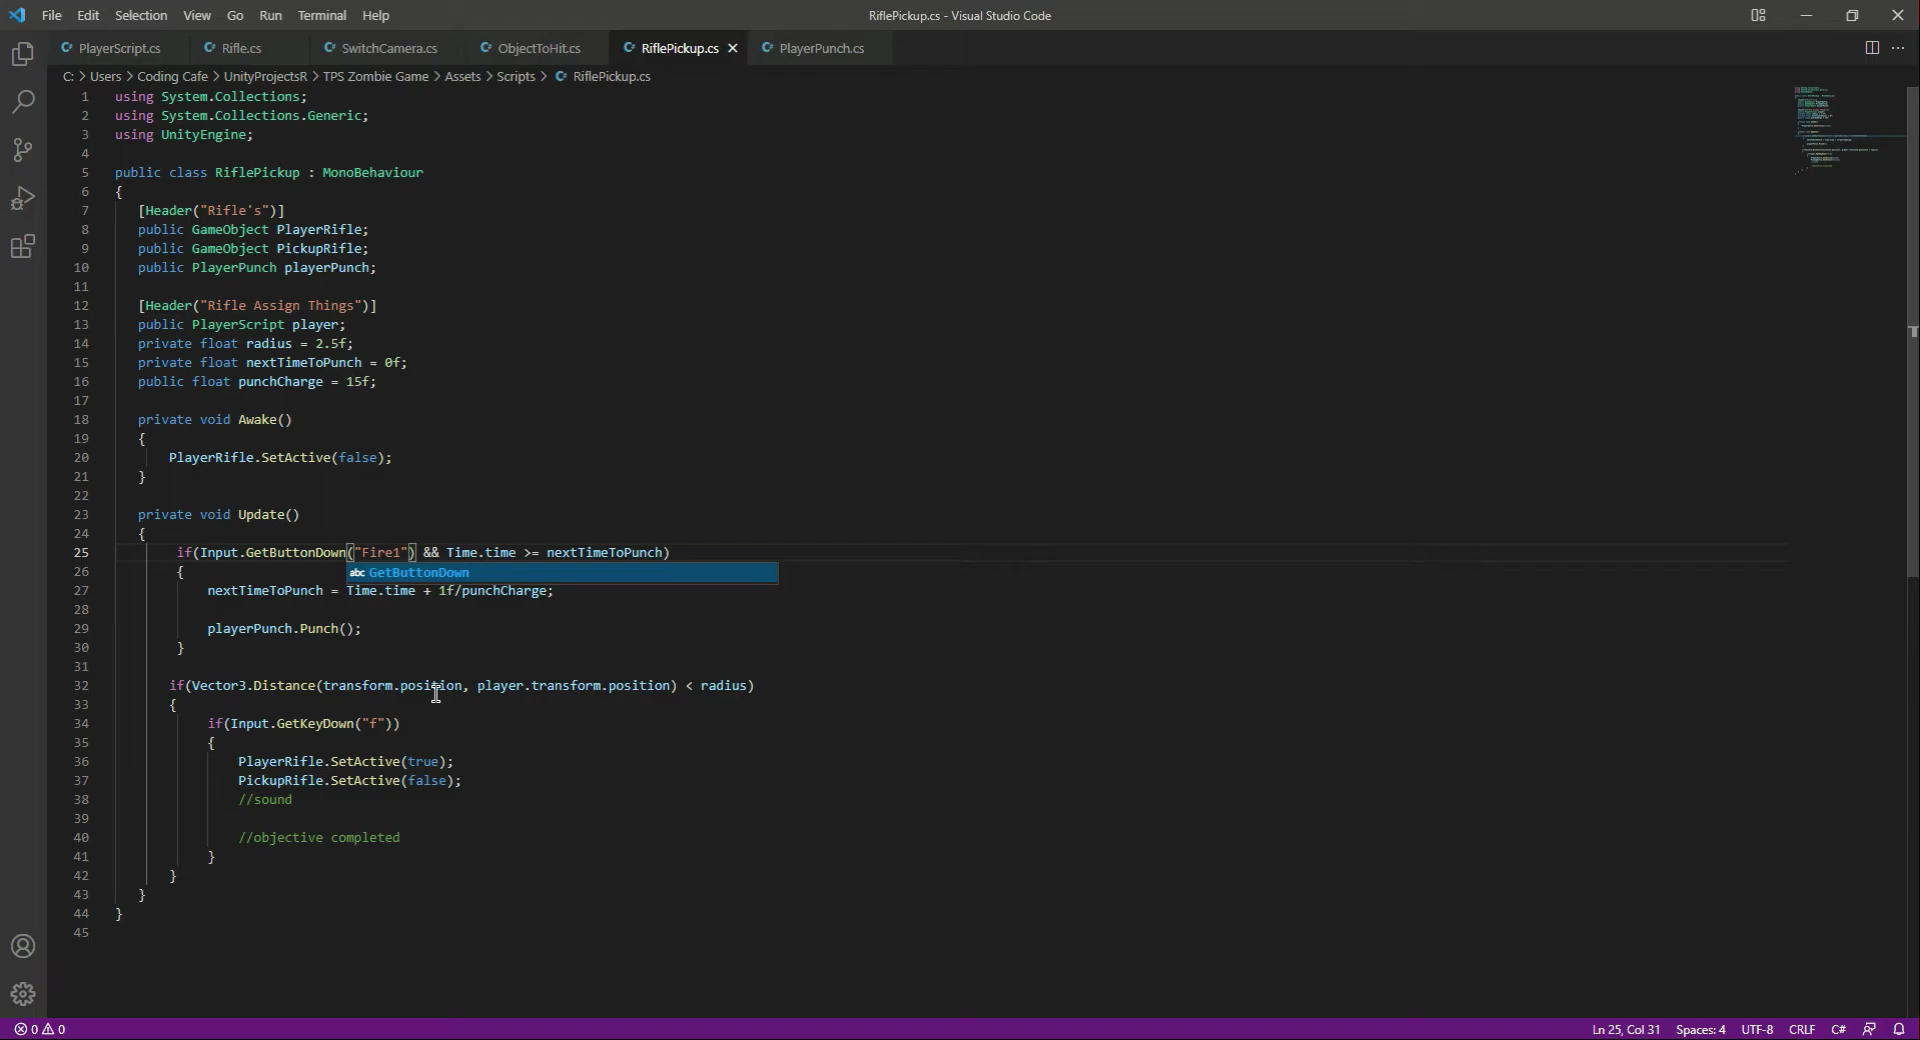 File Edit Selection View Go Run Terminal Help
RiflePickup.cs - Visual Studio Code
PlayerScript.cs Rifle.cs SwitchCamera.cs ObjectToHit.cs RiflePickup.cs PlayerPunch.cs
C: > Users > Coding Cafe > UnityProjectsR > TPS Zombie Game > Assets > Scripts > RiflePickup.cs
1 using System.Collections;
2 using System.Collections.Generic;
3 using UnityEngine;
4
5 public class RiflePickup : MonoBehaviour
6 {
7 [Header("Rifle's")]
8 public GameObject PlayerRifle;
9 public GameObject PickupRifle;
10 public PlayerPunch playerPunch;
11
12 [Header("Rifle Assign Things")]
13 public PlayerScript player;
14 private float radius = 2.5f;
15 private float nextTimeToPunch = 0f;
16 public float punchCharge = 15f;
17
18 private void Awake()
19 {
20 PlayerRifle.SetActive(false);
21 }
22
23 private void Update()
24 {
25 if(Input.GetButtonDown("Fire1") && Time.time >= nextTimeToPunch)
26 {
abc GetButtonDown
27 nextTimeToPunch = Time.time + 1f/punchCharge;
28
29 playerPunch.Punch();
30 }
31
32 if(Vector3.Distance(transform.position, player.transform.position) < radius)
33 {
34 if(Input.GetKeyDown("f"))
35 {
36 PlayerRifle.SetActive(true);
37 PickupRifle.SetActive(false);
38 //sound
39
40 //objective completed
41 }
42 }
43 }
44 }
45
0 0
Ln 25, Col 31 Spaces: 4 UTF-8 CRLF C#